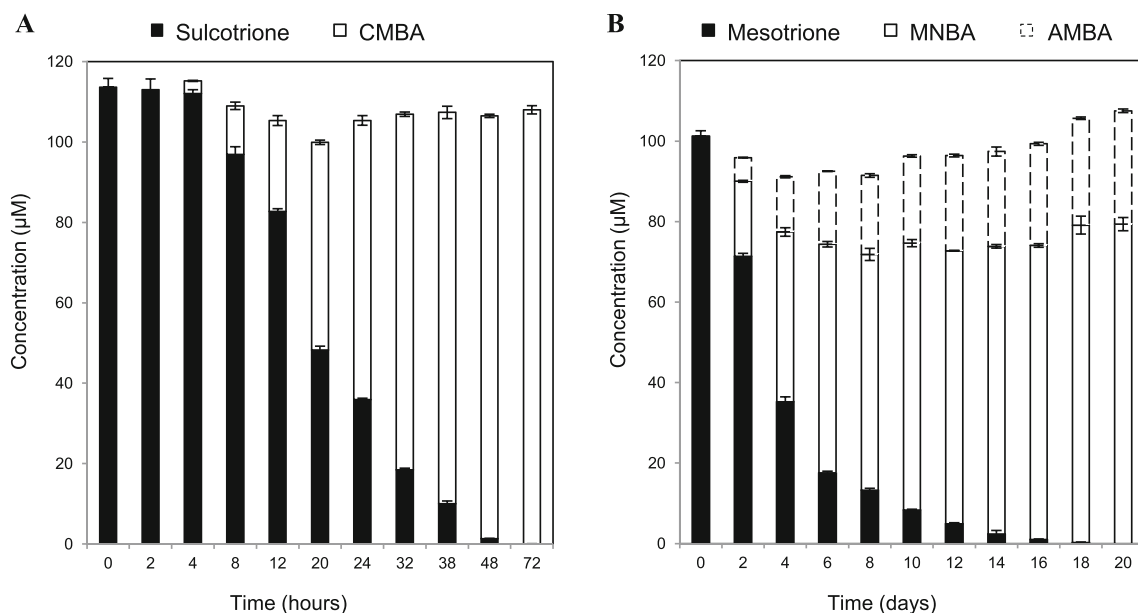 A
Sulcotrione CMBA
Concentration (µM)
120
100
80
60
40
20
0
0 2 4 8 12 20 24 32 38 48 72
Time (hours)
B
Mesotrione MNBA AMBA
Concentration (µM)
120
100
80
60
40
20
0
0 2 4 6 8 10 12 14 16 18 20
Time (days)